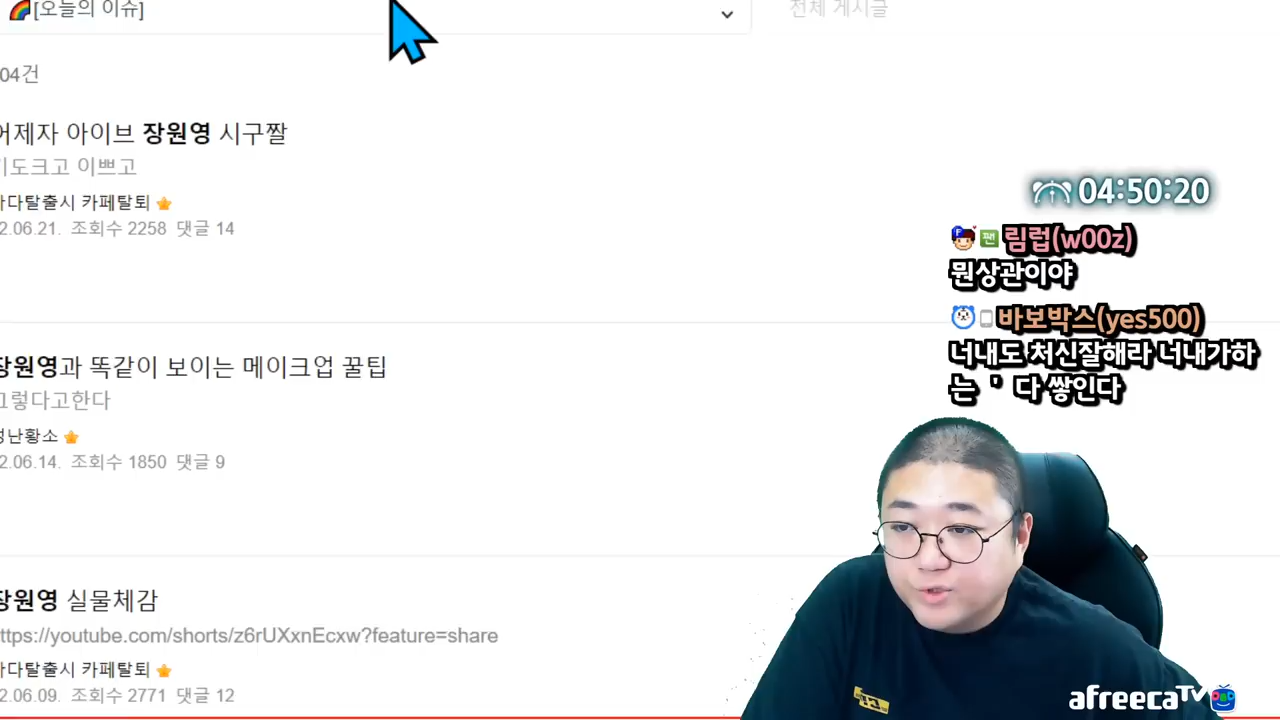 [오늘의 이슈]
전체 게시글
04건
어제자 아이브 장원영 시구짤
기도크고 이쁘고
다탈출시 카페탈퇴
2.06.21. 조회수 2258 댓글 14
장원영과 똑같이 보이는 메이크업 꿀팁
그렇다고한다
성난황소
2.06.14. 조회수 1850 댓글 9
장원영 실물체감
ttps://youtube.com/shorts/z6rUXxnEcxw?feature=share
다탈출시 카페탈퇴
2.06.09. 조회수 2771 댓글 12
04:50:20
팬 림럽(w00z)
뭔상관이야
바보박스(yes500)
너내도 처신잘해라 너내가하
는 ' 다 쌓인다
afreecaTV